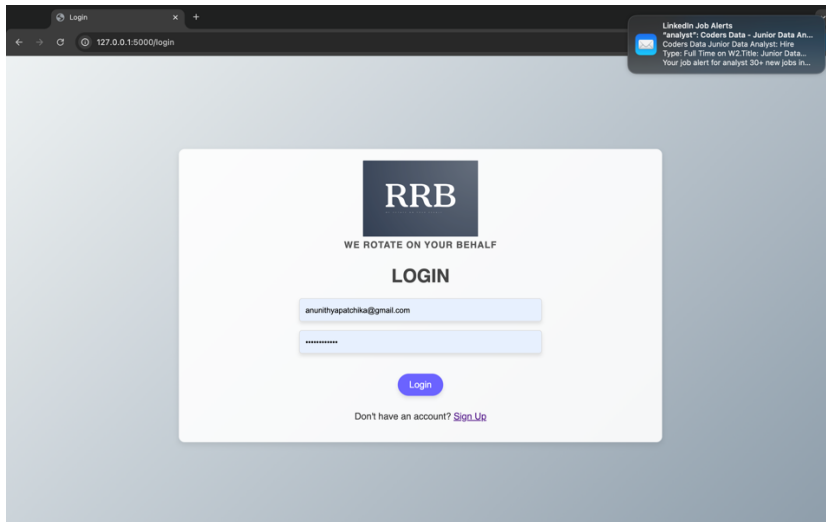 Login
127.0.0.1:5000/login
LinkedIn Job Alerts
"analyst": Coders Data - Junior Data An...
Coders Data Junior Data Analyst: Hire
Type: Full Time on W2.Title: Junior Data...
Your job alert for analyst 30+ new jobs in...
RRB
WE ROTATE ON YOUR BEHALF
LOGIN
anunithyapatchika@gmail.com
••••••••••••
Login
Don't have an account? Sign Up